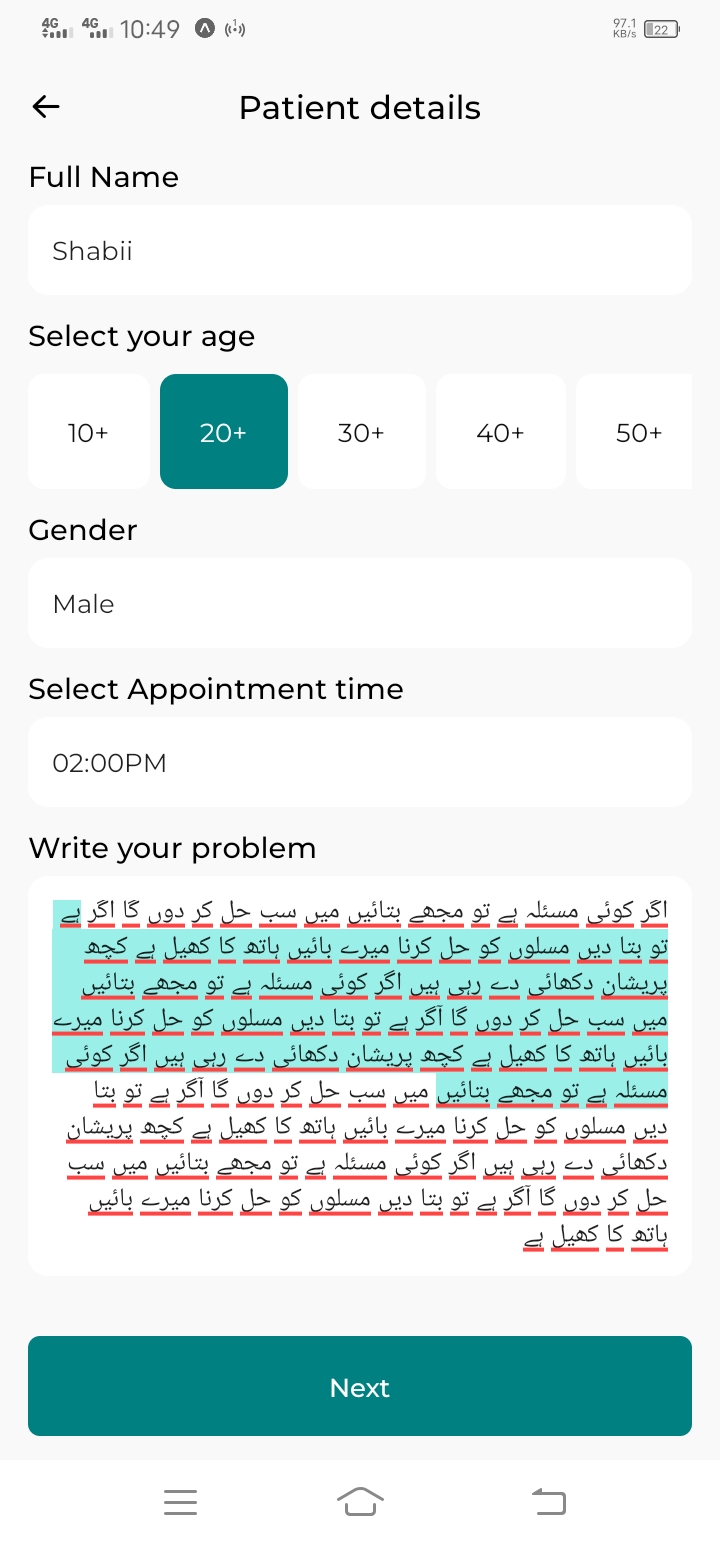 4G 4G 10:49 97.1 KB/s 22
Patient details
Full Name
Shabii
Select your age
10+ 20+ 30+ 40+ 50+
Gender
Male
Select Appointment time
02:00PM
Write your problem
اگر کوئی مسئلہ ہے تو مجھے بتائیں میں سب حل کر دوں گا اگر ہے
تو بتا دیں مسلوں کو حل کرنا میرے بائیں ہاتھ کا کھیل ہے کچھ
پریشان دکھائی دے رہی ہیں اگر کوئی مسئلہ ہے تو مجھے بتائیں
میں سب حل کر دوں گا آگر ہے تو بتا دیں مسلوں کو حل کرنا میرے
بائیں ہاتھ کا کھیل ہے کچھ پریشان دکھائی دے رہی ہیں اگر کوئی
مسئلہ ہے تو مجھے بتائیں میں سب حل کر دوں گا آگر ہے تو بتا
دیں مسلوں کو حل کرنا میرے بائیں ہاتھ کا کھیل ہے کچھ پریشان
دکھائی دے رہی ہیں اگر کوئی مسئلہ ہے تو مجھے بتائیں میں سب
حل کر دوں گا آگر ہے تو بتا دیں مسلوں کو حل کرنا میرے بائیں
ہاتھ کا کھیل ہے
Next